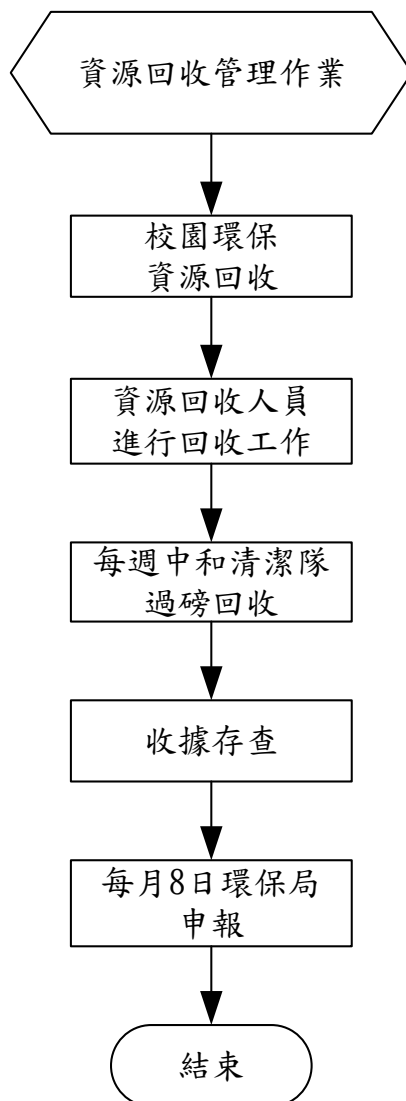 資源回收管理作業
校園環保
資源回收
資源回收人員
進行回收工作
每週中和清潔隊
過磅回收
收據存查
每月8日環保局
申報
結束